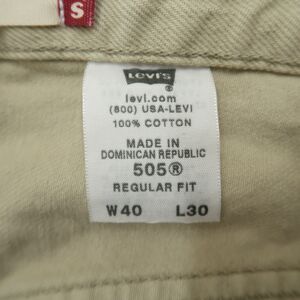 S
Levi's
®
levi.com
(800) USA-LEVI
100% COTTON
MADE IN
DOMINICAN REPUBLIC
505®
REGULAR FIT
W40 L30